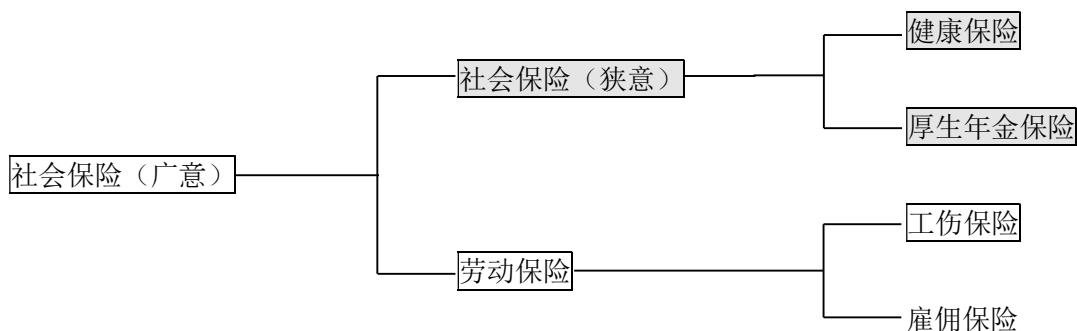 健康保险
社会保险（狭意）
厚生年金保险
社会保险（广意）
工伤保险
劳动保险
雇佣保险